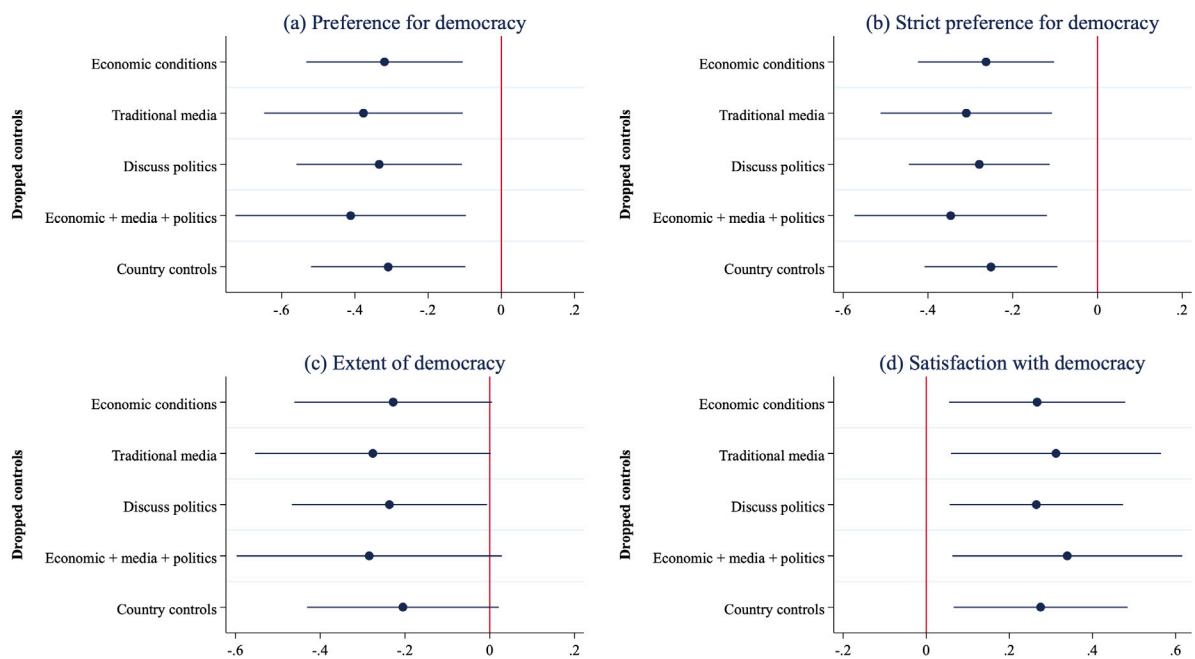 (a) Preference for democracy
Dropped controls
Economic conditions
Traditional media
Discuss politics
Economic + media + politics
Country controls
-.6 -.4 -.2 0 .2
(b) Strict preference for democracy
Dropped controls
Economic conditions
Traditional media
Discuss politics
Economic + media + politics
Country controls
-.6 -.4 -.2 0 .2
(c) Extent of democracy
Dropped controls
Economic conditions
Traditional media
Discuss politics
Economic + media + politics
Country controls
-.6 -.4 -.2 0 .2
(d) Satisfaction with democracy
Dropped controls
Economic conditions
Traditional media
Discuss politics
Economic + media + politics
Country controls
-.2 0 .2 .4 .6